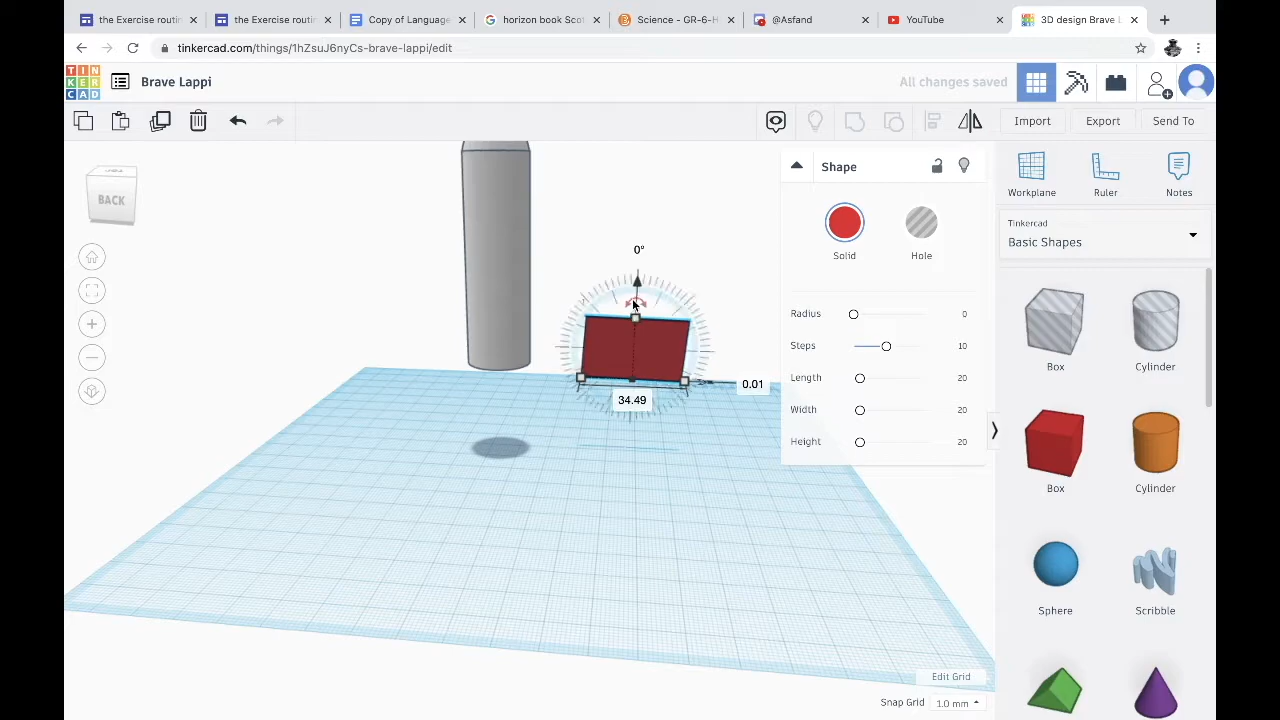 the Exercise routin
the Exercise routin
Copy of Language
horizon book Scot
Science - GR-6-H
@Asfand
YouTube
3D design Brave L
tinkercad.com/things/1hZsuJ6nyCs-brave-lappi/edit
TIN
KER
CAD
Brave Lappi
All changes saved
Import
Export
Send To
TOP
BACK
Shape
Solid
Hole
Radius
0
Steps
10
Length
20
Width
20
Height
20
Workplane
Ruler
Notes
Tinkercad
Basic Shapes
Box
Cylinder
Box
Cylinder
Sphere
Scribble
0°
0.01
34.49
Edit Grid
Snap Grid
1.0 mm